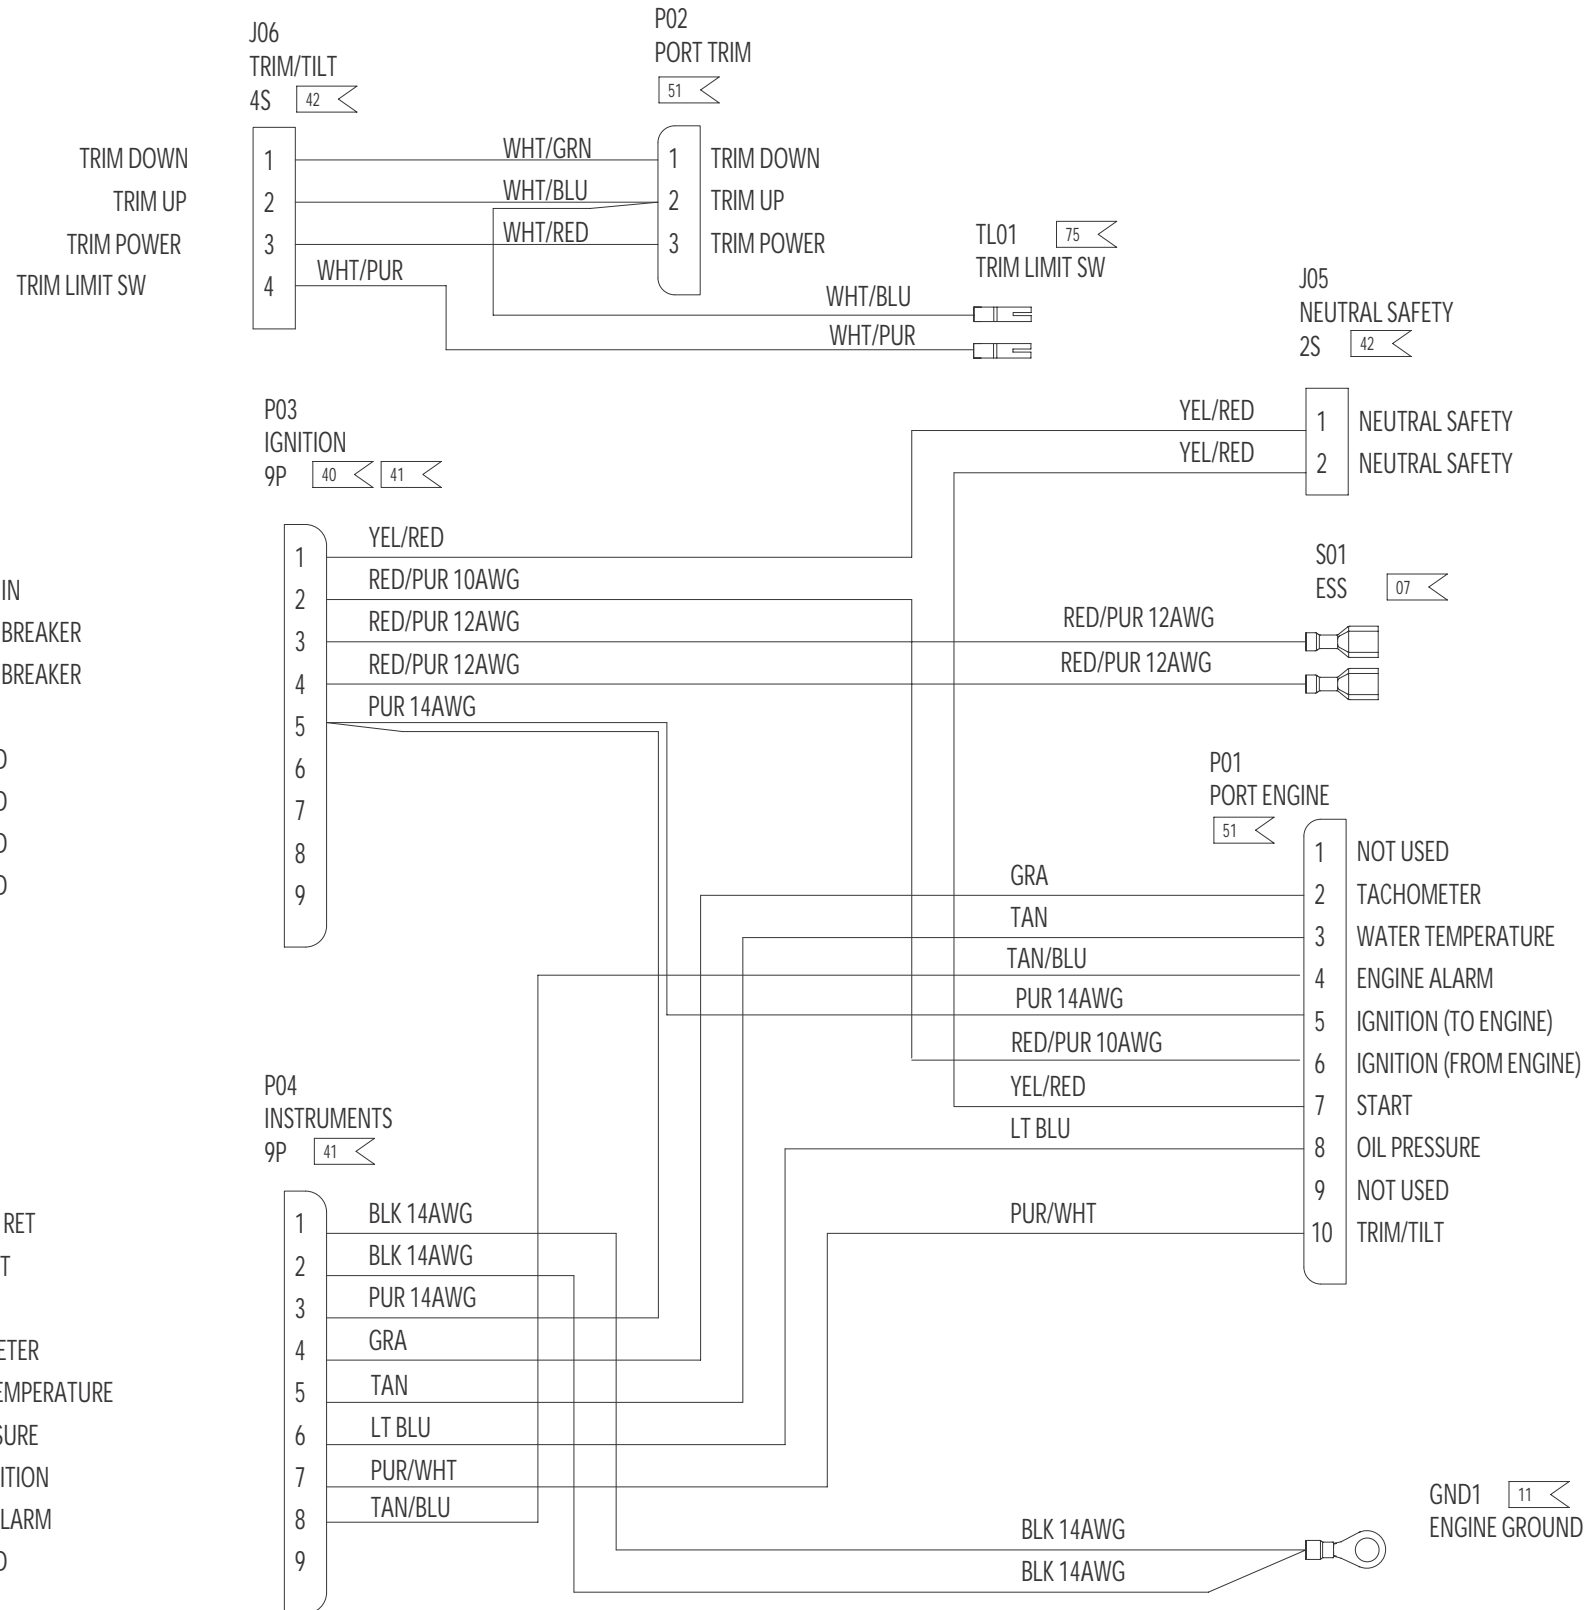 J06
TRIM/TILT
4S 42
P02
PORT TRIM
51
TRIM DOWN 1 WHT/GRN 1 TRIM DOWN
TRIM UP 2 WHT/BLU 2 TRIM UP
TRIM POWER 3 WHT/RED 3 TRIM POWER
TRIM LIMIT SW 4 WHT/PUR
TL01 75
TRIM LIMIT SW
WHT/BLU
WHT/PUR
J05
NEUTRAL SAFETY
2S 42
YEL/RED 1 NEUTRAL SAFETY
YEL/RED 2 NEUTRAL SAFETY
P03
IGNITION
9P 40 41
1 YEL/RED
IN 2 RED/PUR 10AWG
BREAKER 3 RED/PUR 12AWG
BREAKER 4 RED/PUR 12AWG
5 PUR 14AWG
6
7
8
9
S01
ESS 07
RED/PUR 12AWG
RED/PUR 12AWG
P01
PORT ENGINE
51
1 NOT USED
GRA 2 TACHOMETER
TAN 3 WATER TEMPERATURE
TAN/BLU 4 ENGINE ALARM
PUR 14AWG 5 IGNITION (TO ENGINE)
RED/PUR 10AWG 6 IGNITION (FROM ENGINE)
YEL/RED 7 START
LT BLU 8 OIL PRESSURE
9 NOT USED
PUR/WHT 10 TRIM/TILT
P04
INSTRUMENTS
9P 41
RET 1 BLK 14AWG
2 BLK 14AWG
3 PUR 14AWG
ETER 4 GRA
EMPERATURE 5 TAN
SURE 6 LT BLU
ITION 7 PUR/WHT
LARM 8 TAN/BLU
9
GND1 11
ENGINE GROUND
BLK 14AWG
BLK 14AWG